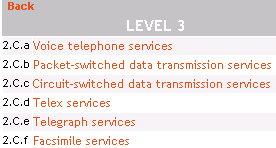 Back
LEVEL 3
2.C.a Voice telephone services
2.C.b Packet-switched data transmission services
2.C.c Circuit-switched data transmission services
2.C.d Telex services
2.C.e Telegraph services
2.C.f Facsimile services